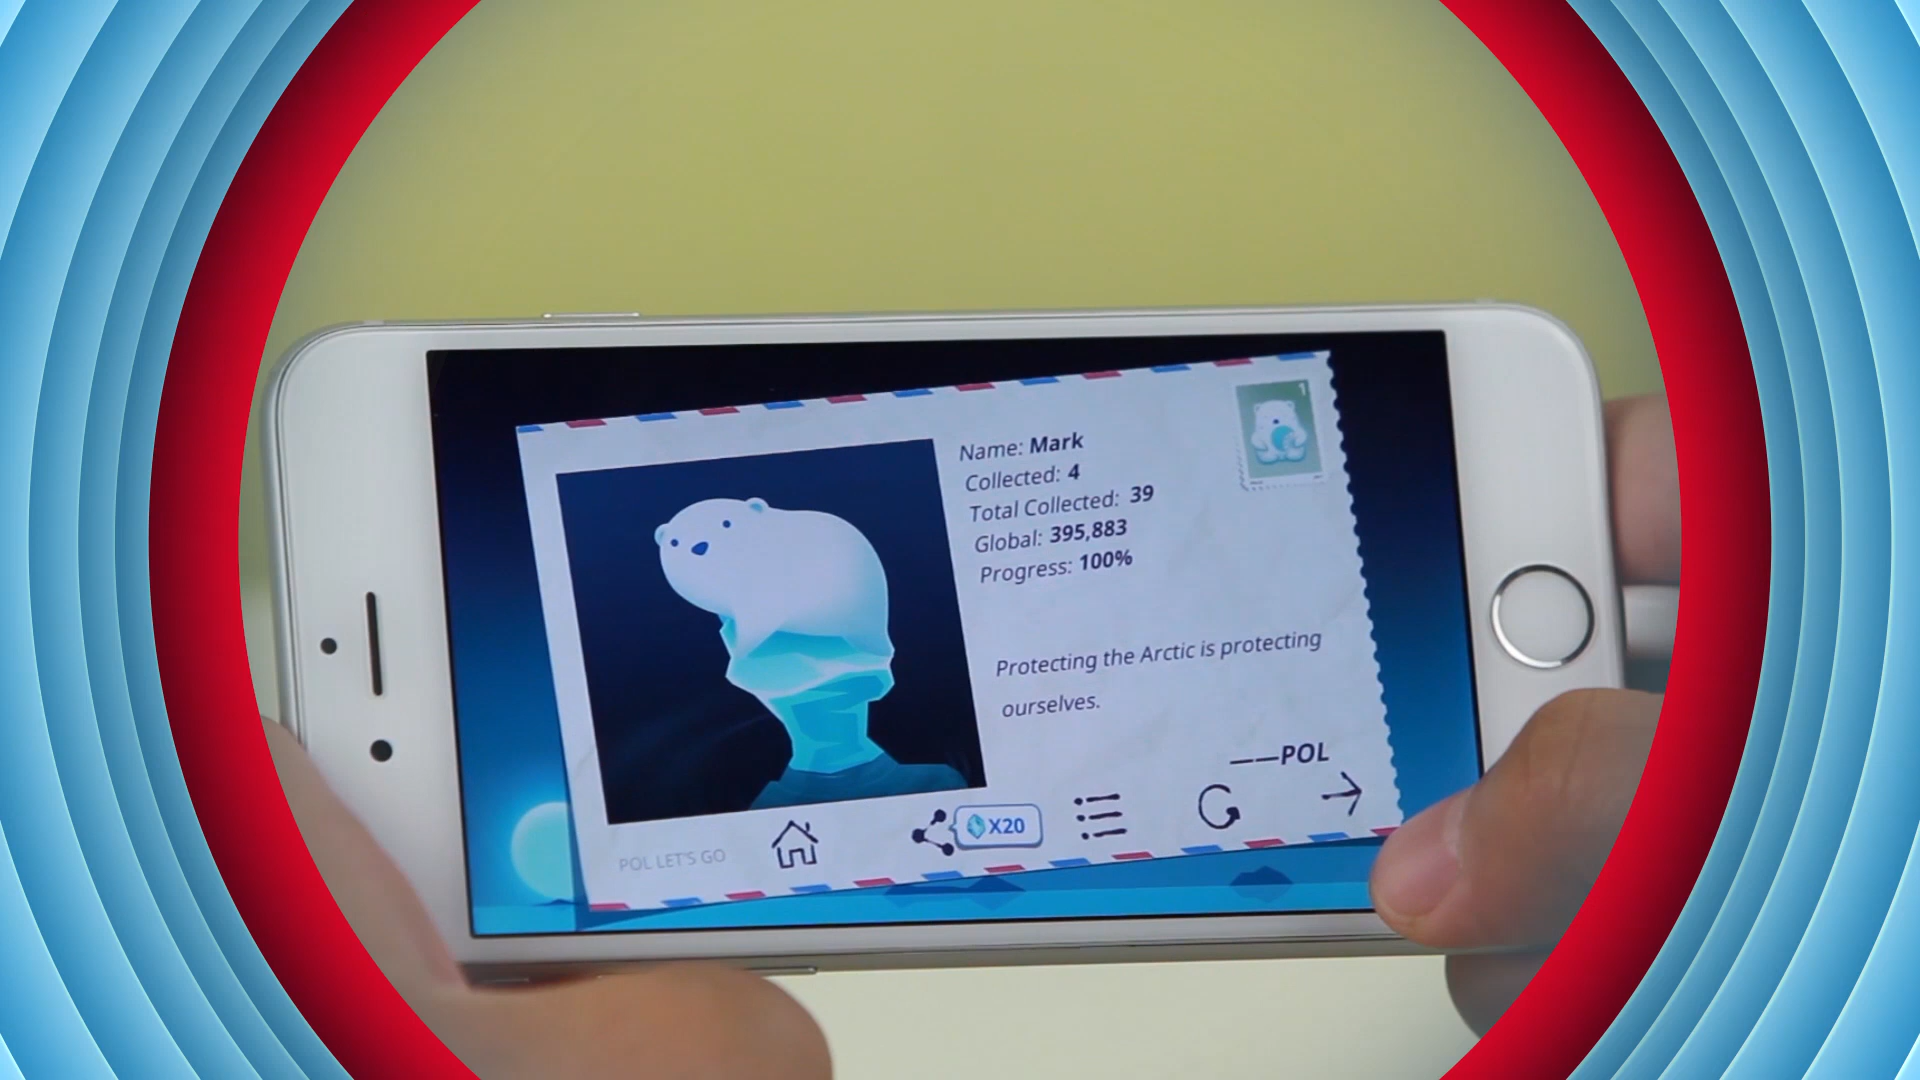 Name: Mark
Collected: 4
Total Collected: 39
Global: 395,883
Progress: 100%
1
Protecting the Arctic is protecting
ourselves.
——POL
X20
POL LET'S GO